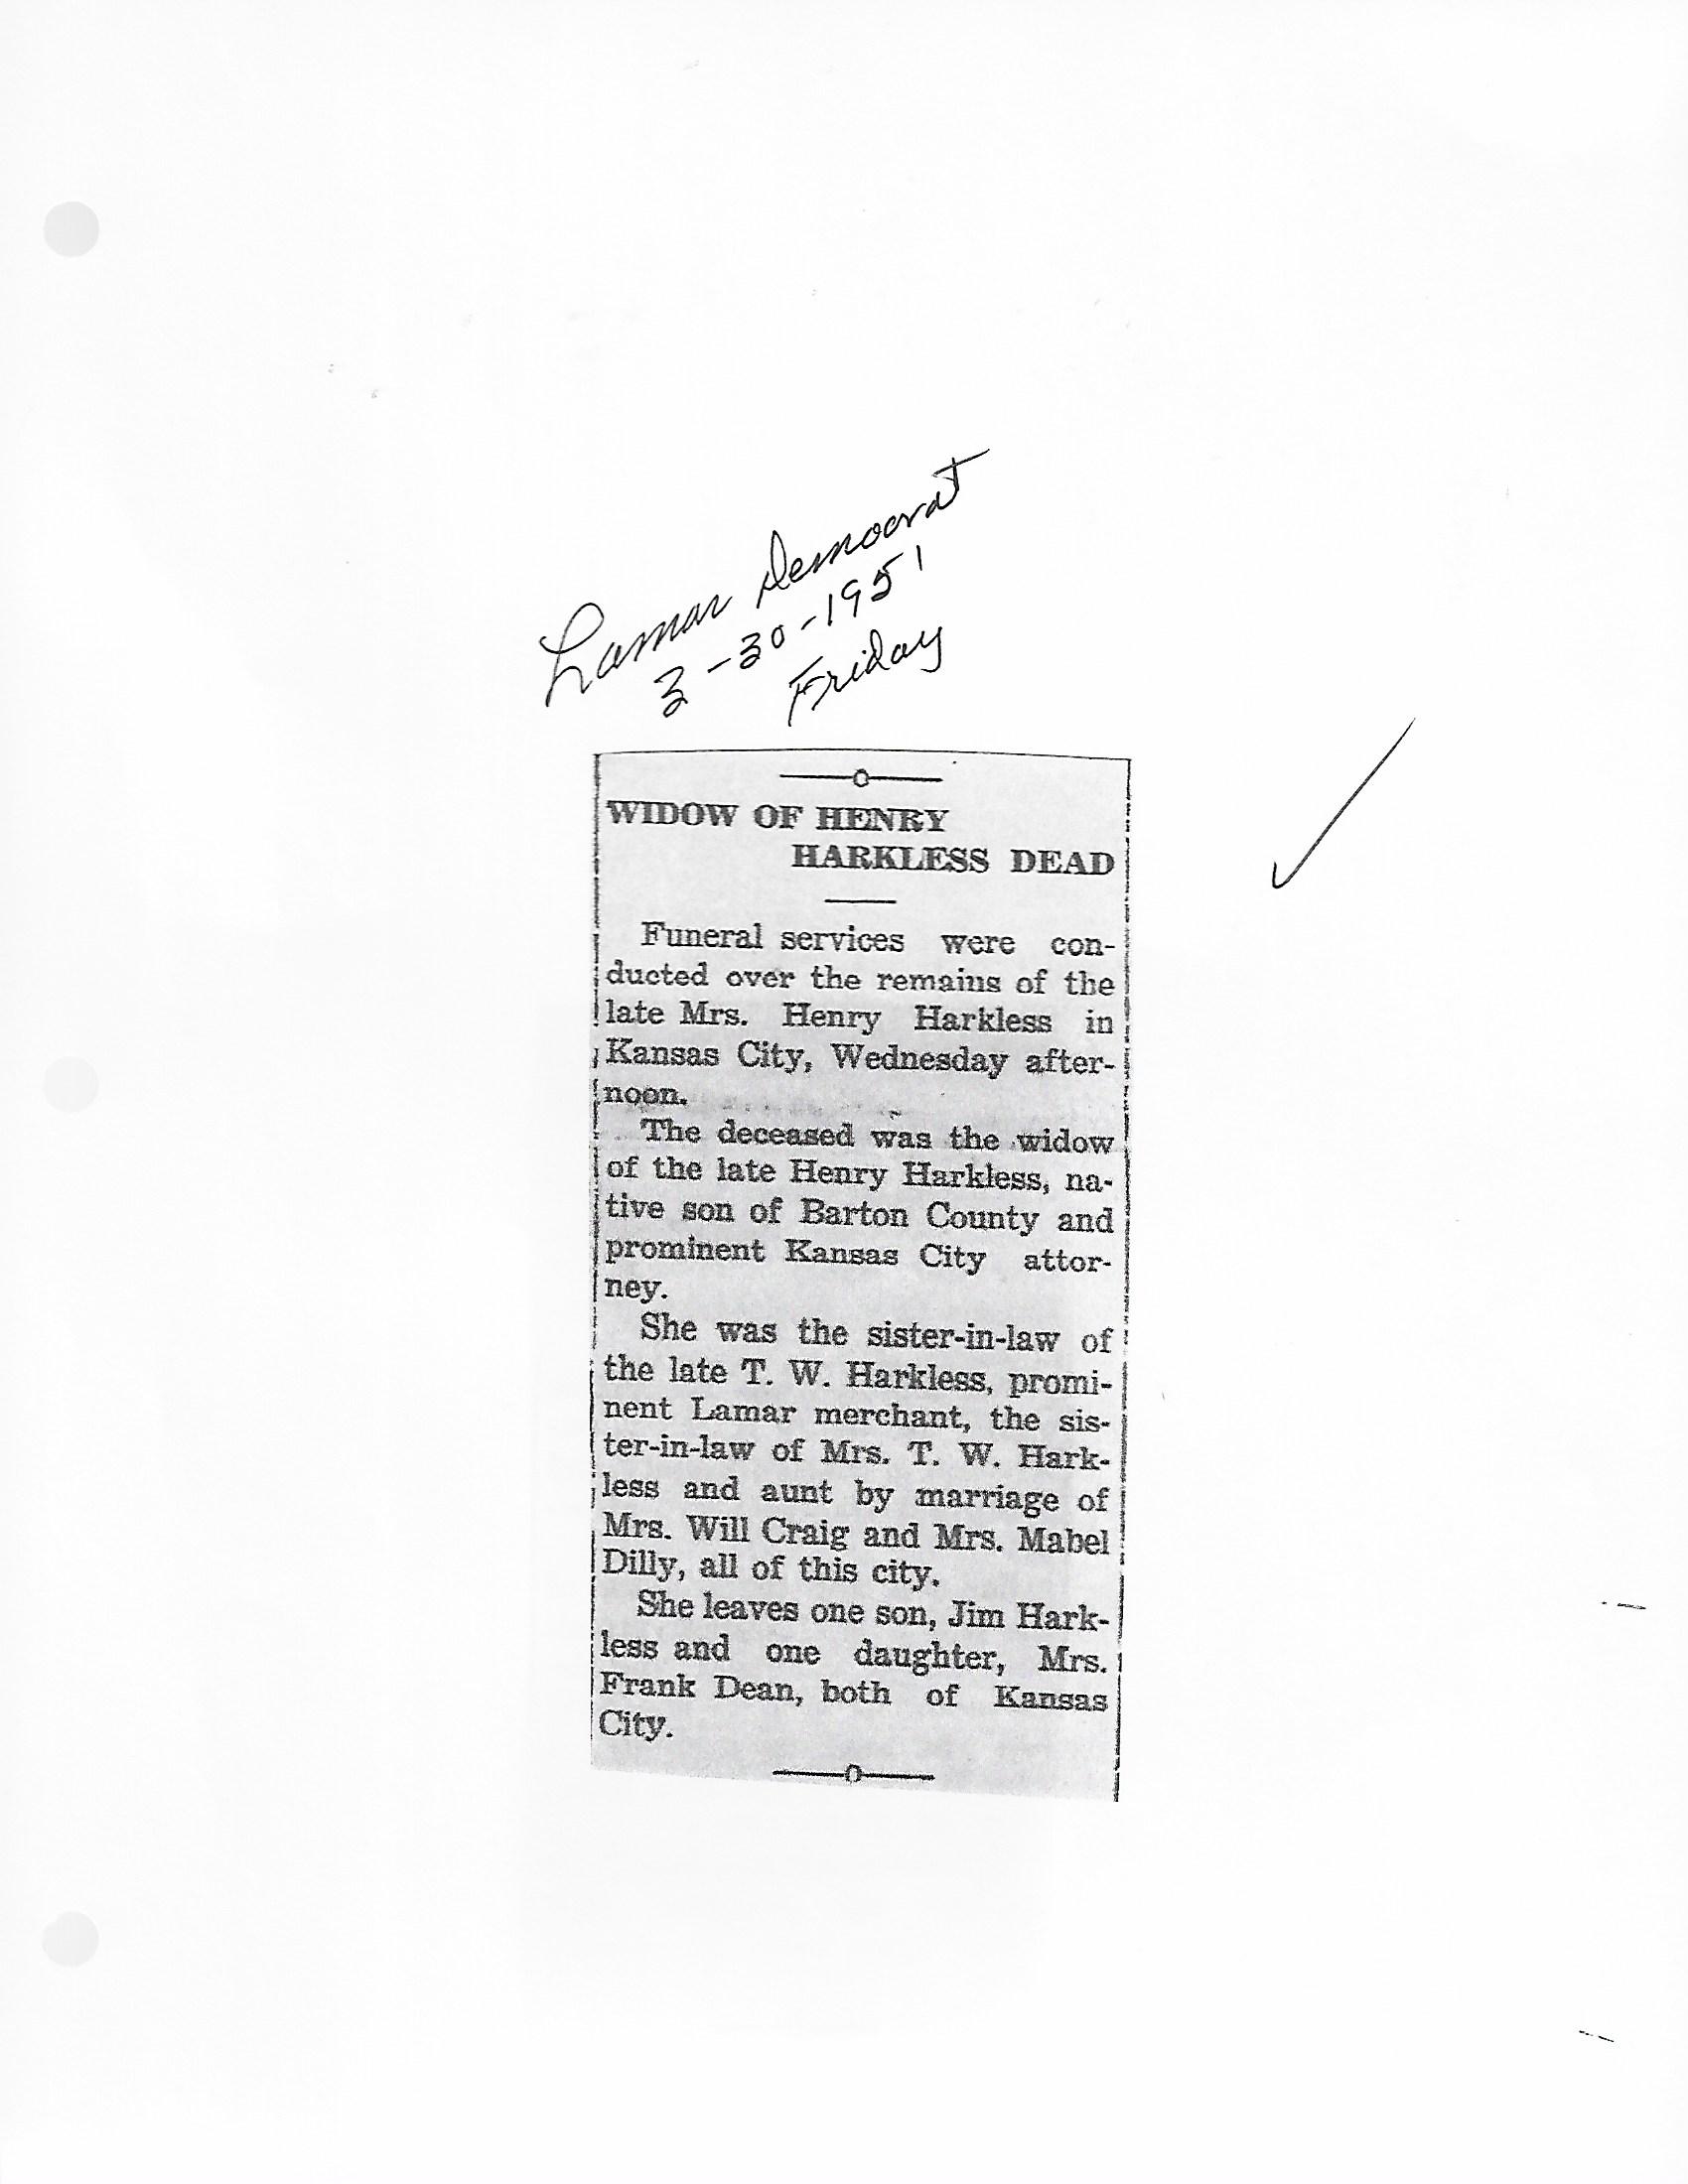 Lamar Democrat
3-30-1951
Friday
WIDOW OF HENRY
HARKLESS DEAD
Funeral services were con-
ducted over the remains of the
late Mrs. Henry Harkless in
Kansas City, Wednesday after-
noon.
The deceased was the widow
of the late Henry Harkless, na-
tive son of Barton County and
prominent Kansas City attor-
ney.
She was the sister-in-law of
the late T. W. Harkless, promi-
nent Lamar merchant, the sis-
ter-in-law of Mrs. T. W. Hark-
less and aunt by marriage of
Mrs. Will Craig and Mrs. Mabel
Dilly, all of this city.
She leaves one son, Jim Hark-
less and one daughter, Mrs.
Frank Dean, both of Kansas
City.